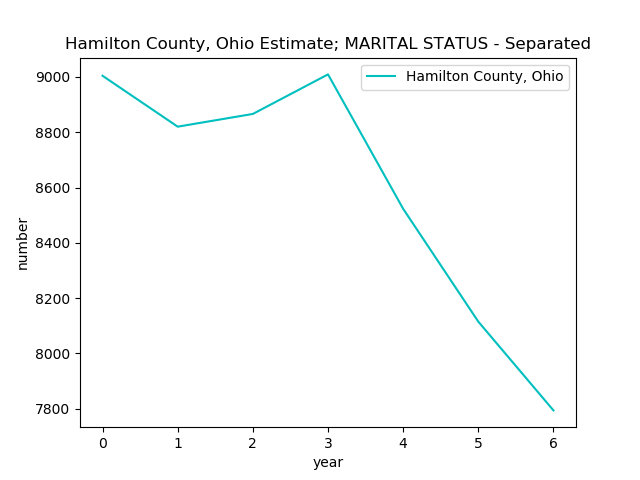 Hamilton County, Ohio Estimate; MARITAL STATUS - Separated
Hamilton County, Ohio
9000
8800
8600
8400
8200
8000
7800
number
0 1 2 3 4 5 6
year